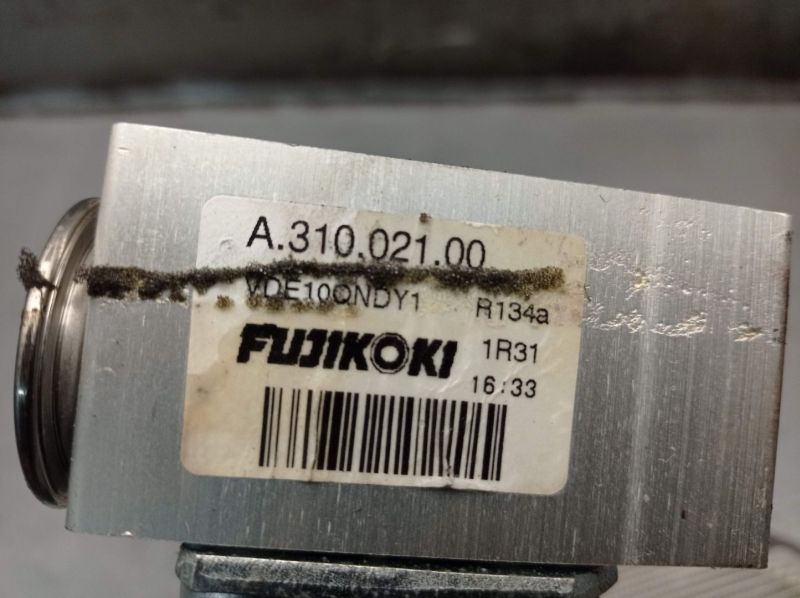 A.310.021.00
VDE10QNDY1 R134a
FUJIKOKI 1R31
16:33